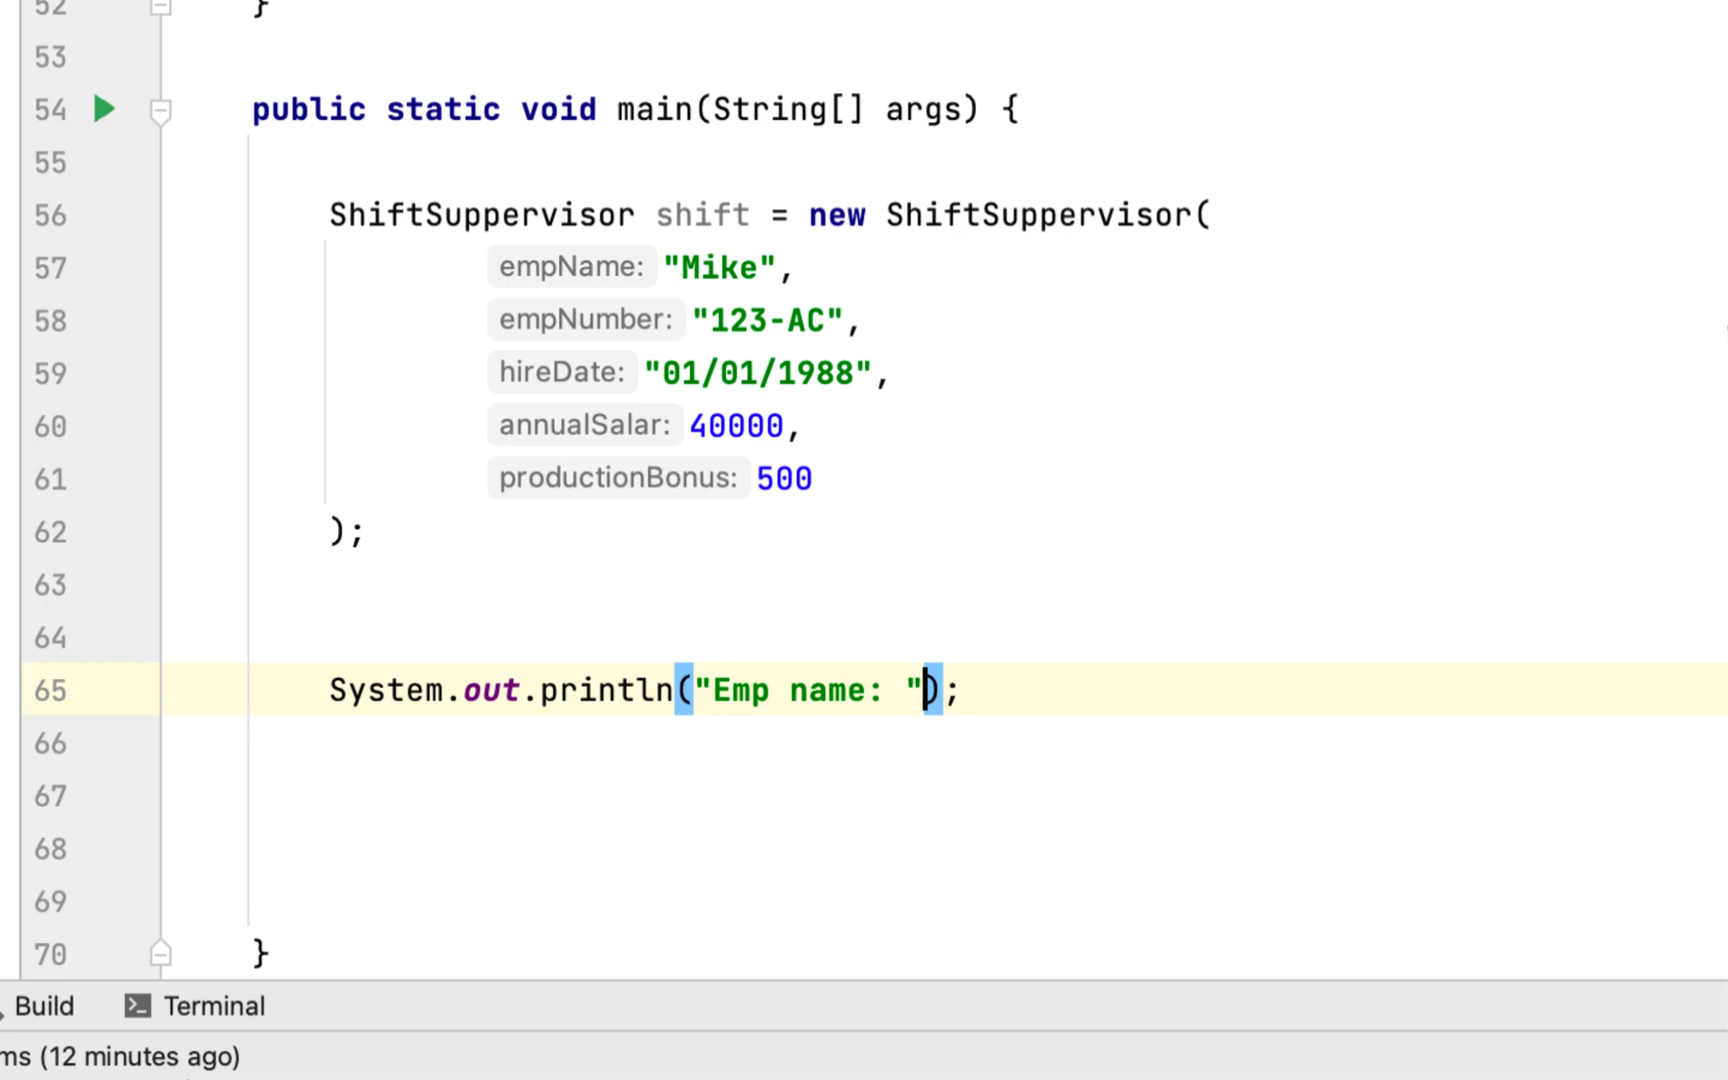 52 }
53
54 public static void main(String[] args) {
55
56 ShiftSuppervisor shift = new ShiftSuppervisor(
57 empName: "Mike",
58 empNumber: "123-AC",
59 hireDate: "01/01/1988",
60 annualSalar: 40000,
61 productionBonus: 500
62 );
63
64
65 System.out.println("Emp name: ");
66
67
68
69
70 }
Build Terminal
ms (12 minutes ago)